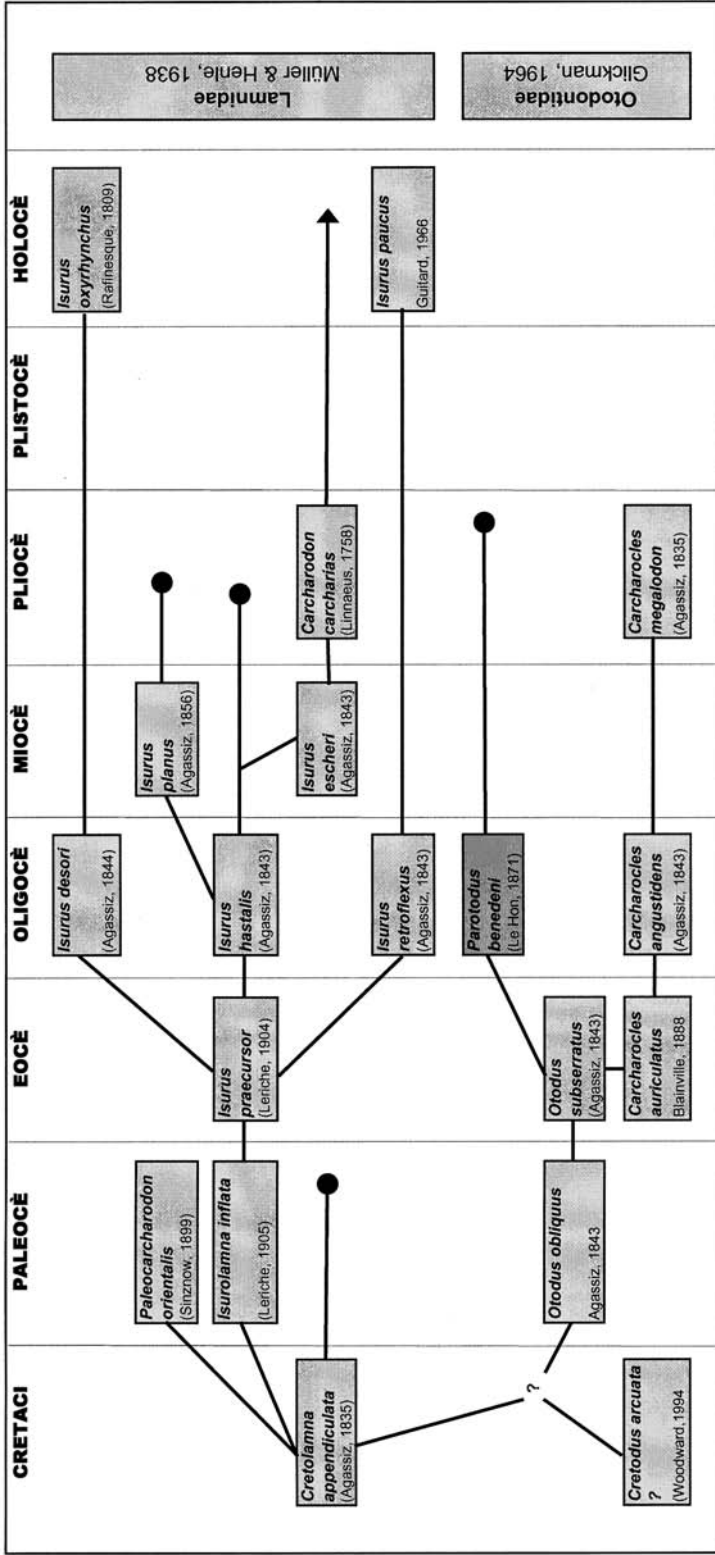 CRETACI
PALEOCÈ
EOCÈ
OLIGOCÈ
MIOCÈ
PLIOCÈ
PLISTOCÈ
HOLOCÈ
Cretolamna
appendiculata
(Agassiz, 1835)
Cretodus arcuata
?
(Woodward,1994
?
Paleocarcharodon
orientalis
(Sinznow, 1899)
Isurolamna inflata
(Leriche, 1905)
Otodus obliquus
Agassiz, 1843
Isurus
praecursor
(Leriche, 1904)
Otodus
subserratus
(Agassiz, 1843)
Carcharocles
auriculatus
Blainville, 1888
Isurus desori
(Agassiz, 1844)
Isurus
hastalis
(Agassiz, 1843)
Isurus
retroflexus
(Agassiz, 1843)
Parotodus
benedeni
(Le Hon, 1871)
Carcharocles
angustidens
(Agassiz, 1843)
Isurus
planus
(Agassiz, 1856)
Isurus
escheri
(Agassiz, 1843)
Carcharodon
carcharias
(Linnaeus, 1758)
Carcharocles
megalodon
(Agassiz, 1835)
Isurus
oxyrhynchus
(Rafinesque, 1809)
Isurus paucus
Guitard, 1966
Lamnidae
Müller & Henle, 1938
Otodontidae
Glickman, 1964